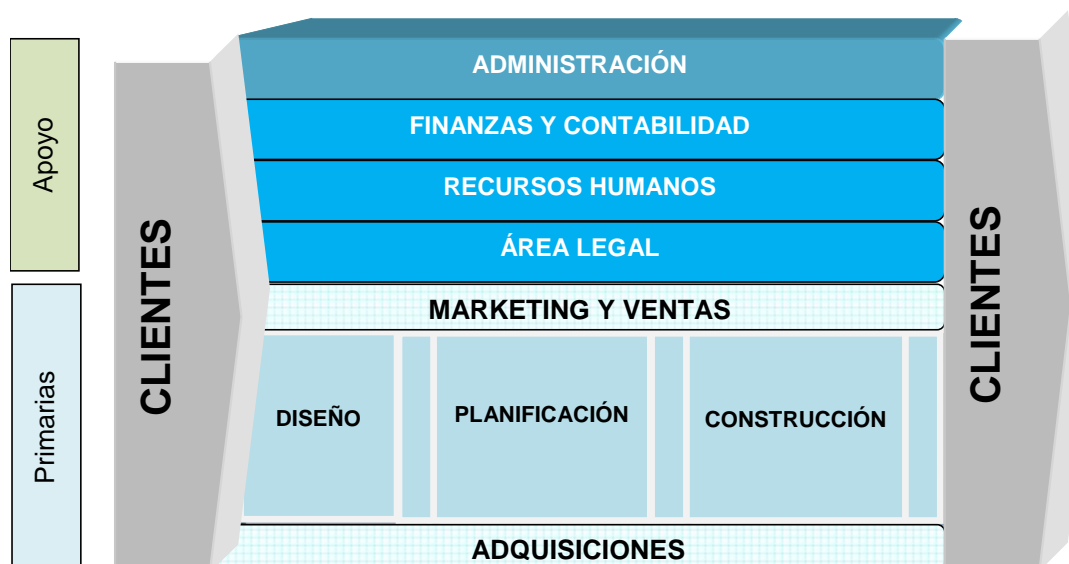 Apoyo
Primarias
CLIENTES
ADMINISTRACIÓN
FINANZAS Y CONTABILIDAD
RECURSOS HUMANOS
ÁREA LEGAL
MARKETING Y VENTAS
DISEÑO
PLANIFICACIÓN
CONSTRUCCIÓN
ADQUISICIONES
CLIENTES